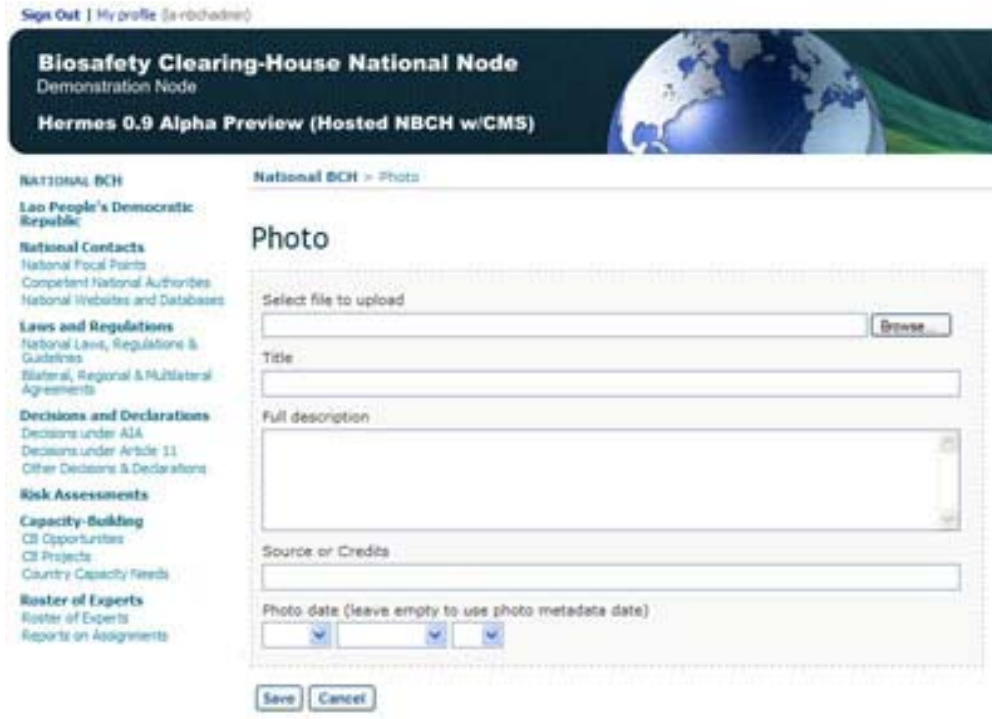 Sign Out | My profile (la-nbchadmin)
Biosafety Clearing-House National Node
Demonstration Node
Hermes 0.9 Alpha Preview (Hosted NBCH w/CMS)
NATIONAL BCH
Lao People's Democratic
Republic
National Contacts
National Focal Points
Competent National Authorities
National Websites and Databases
Laws and Regulations
National Laws, Regulations &
Guidelines
Bilateral, Regional & Multilateral
Agreements
Decisions and Declarations
Decisions under AIA
Decisions under Article 11
Other Decisions & Declarations
Risk Assessments
Capacity-Building
CB Opportunities
CB Projects
Country Capacity Needs
Roster of Experts
Roster of Experts
Reports on Assignments
National BCH > Photo
Photo
Select file to upload
Browse...
Title
Full description
Source or Credits
Photo date (leave empty to use photo metadata date)
Save Cancel